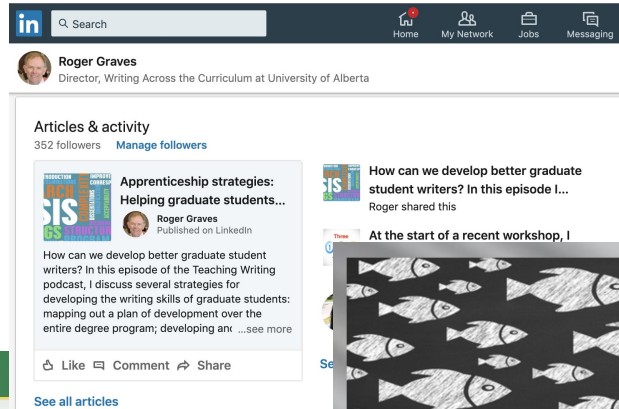 in
Search
Home
My Network
Jobs
Messaging
Roger Graves
Director, Writing Across the Curriculum at University of Alberta
Articles & activity
352 followers Manage followers
Apprenticeship strategies:
Helping graduate students...
Roger Graves
Published on LinkedIn
How can we develop better graduate student
writers? In this episode of the Teaching Writing
podcast, I discuss several strategies for
developing the writing skills of graduate students:
mapping out a plan of development over the
entire degree program; developing and ...see more
Like Comment Share
See all articles
How can we develop better graduate
student writers? In this episode I...
Roger shared this
Three
At the start of a recent workshop, I